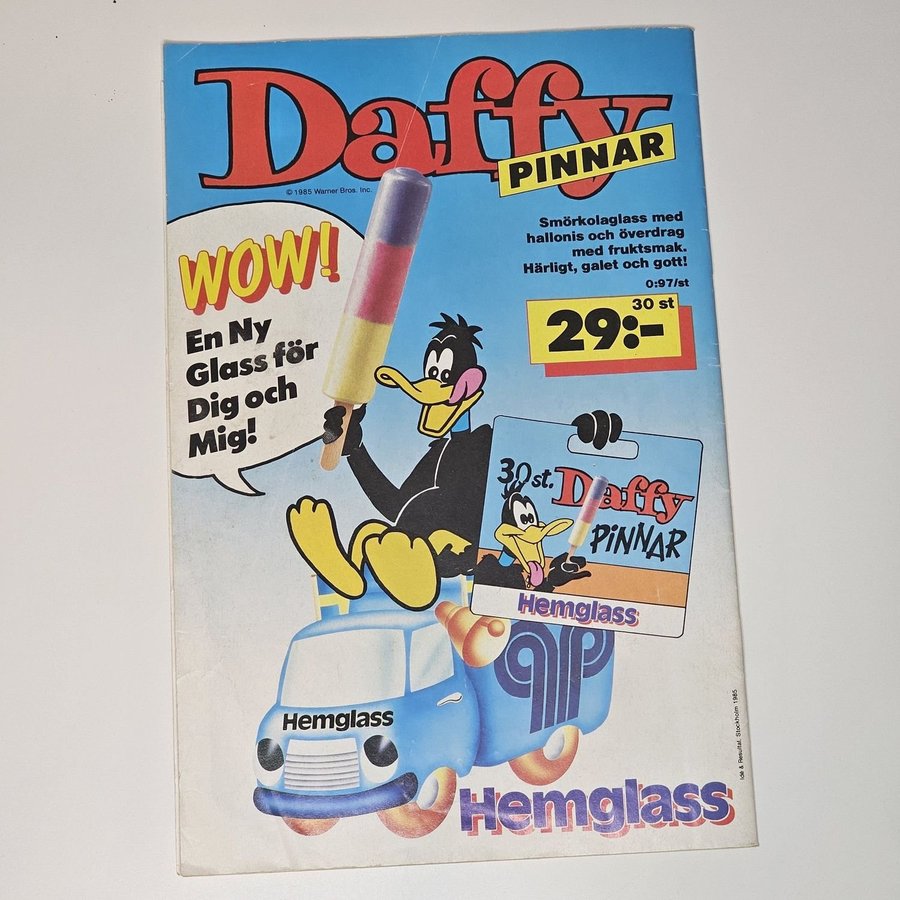 Daffy
PINNAR
© 1985 Warner Bros. Inc.
Smörkolaglass med
hallonis och överdrag
med fruktsmak.
Härligt, galet och gott!
0:97/st
30 st
29:-
WOW!
En Ny
Glass för
Dig och
Mig!
30st.
Daffy
PiNNAR
Hemglass
Hemglass
Hemglass
Idé & Resultat, Stockholm 1985